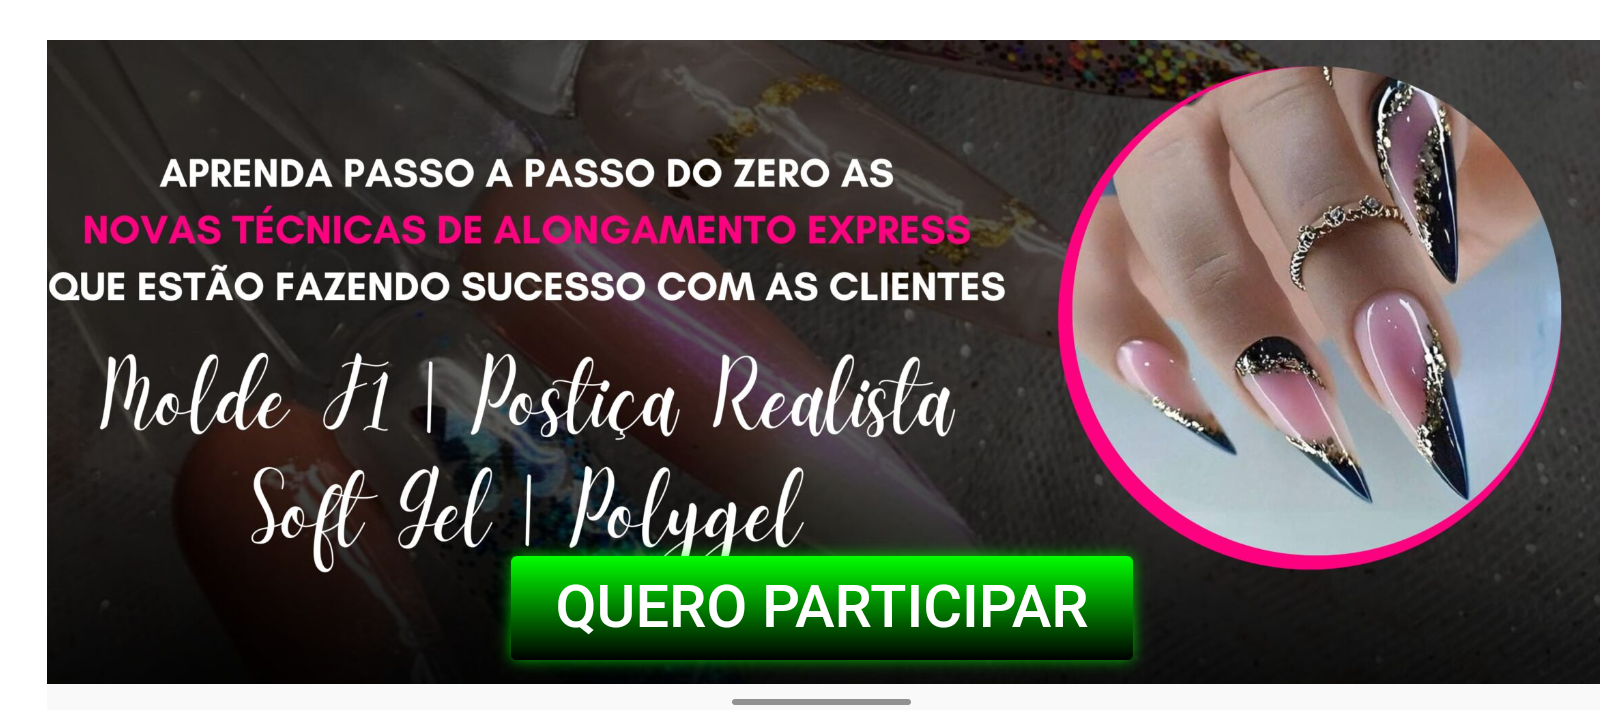 APRENDA PASSO A PASSO DO ZERO AS
NOVAS TÉCNICAS DE ALONGAMENTO EXPRESS
QUE ESTÃO FAZENDO SUCESSO COM AS CLIENTES
Molde F1 | Postiça Realista
Soft Gel | Polygel
QUERO PARTICIPAR